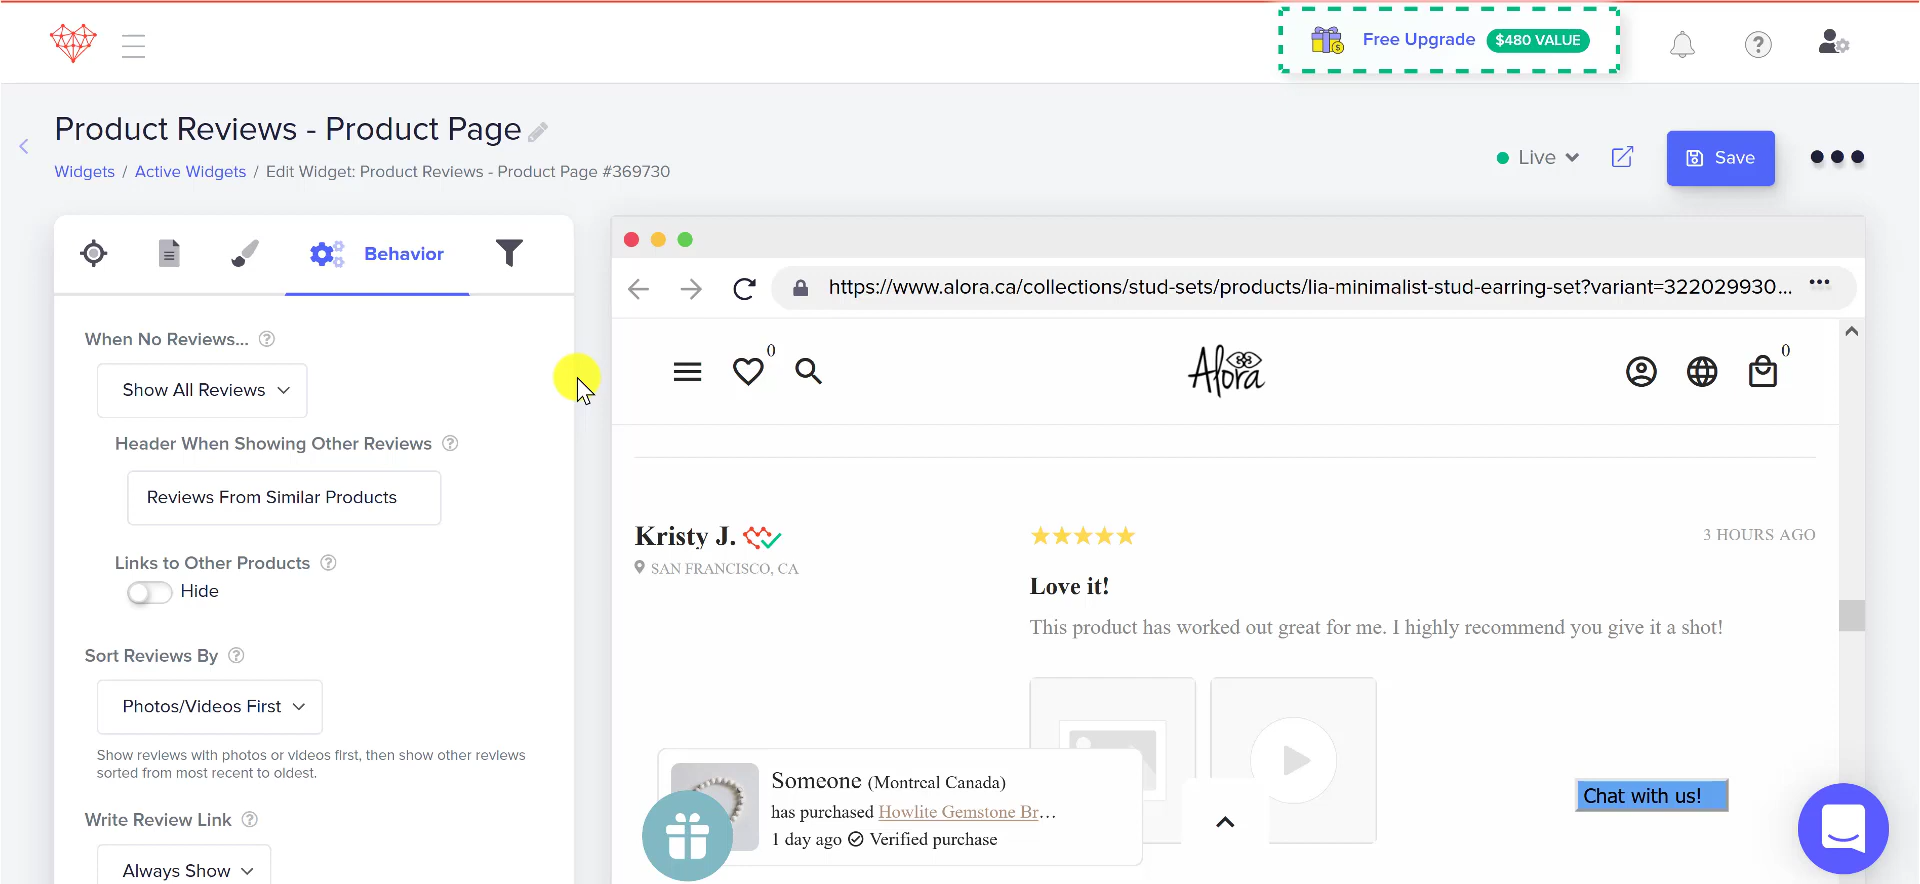 Free Upgrade $480 VALUE
Product Reviews - Product Page
Widgets / Active Widgets / Edit Widget: Product Reviews - Product Page #369730
Live
Save
Behavior
https://www.alora.ca/collections/stud-sets/products/lia-minimalist-stud-earring-set?variant=322029930...
When No Reviews...
Show All Reviews
Header When Showing Other Reviews
Reviews From Similar Products
Links to Other Products
Hide
Sort Reviews By
Photos/Videos First
Show reviews with photos or videos first, then show other reviews
sorted from most recent to oldest.
Write Review Link
Always Show
0
Alora
0
Kristy J.
SAN FRANCISCO, CA
3 HOURS AGO
Love it!
This product has worked out great for me. I highly recommend you give it a shot!
Someone (Montreal Canada)
has purchased Howlite Gemstone Br...
1 day ago Verified purchase
Chat with us!